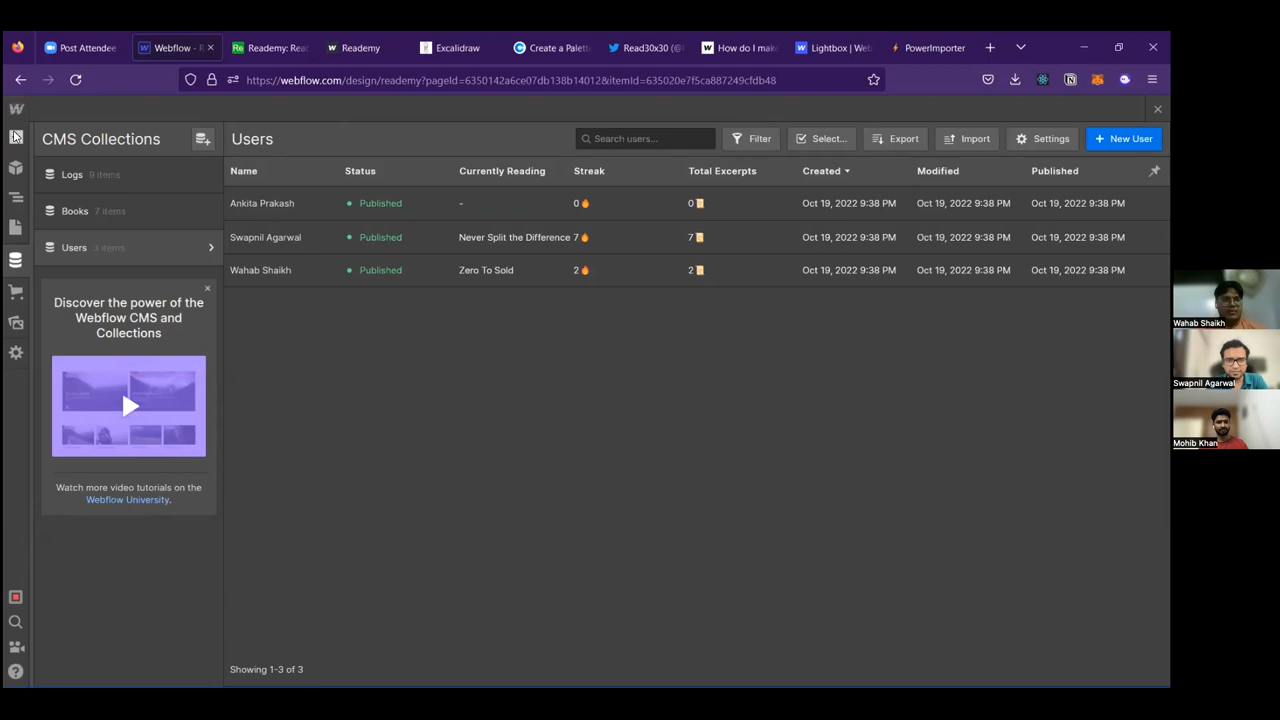 Post Attendee
Webflow - R
Reademy: Read
Reademy
Excalidraw
Create a Palett
Read30x30 (@
How do I make
Lightbox | Web
PowerImporter
https://webflow.com/design/reademy?pageId=6350142a6ce07db138b14012&itemId=635020e7f5ca887249cfdb48
CMS Collections
Users
Search users...
Filter
Select...
Export
Import
Settings
+ New User
Logs 9 items
Name Status Currently Reading Streak Total Excerpts Created Modified Published
Books 7 items
Ankita Prakash Published - 0 0 Oct 19, 2022 9:38 PM Oct 19, 2022 9:38 PM Oct 19, 2022 9:38 PM
Users 3 items
Swapnil Agarwal Published Never Split the Difference 7 7 Oct 19, 2022 9:38 PM Oct 19, 2022 9:38 PM Oct 19, 2022 9:38 PM
Wahab Shaikh Published Zero To Sold 2 2 Oct 19, 2022 9:38 PM Oct 19, 2022 9:38 PM Oct 19, 2022 9:38 PM
Discover the power of the
Webflow CMS and
Collections
Watch more video tutorials on the
Webflow University.
Showing 1-3 of 3
Wahab Shaikh
Swapnil Agarwal
Mohib Khan